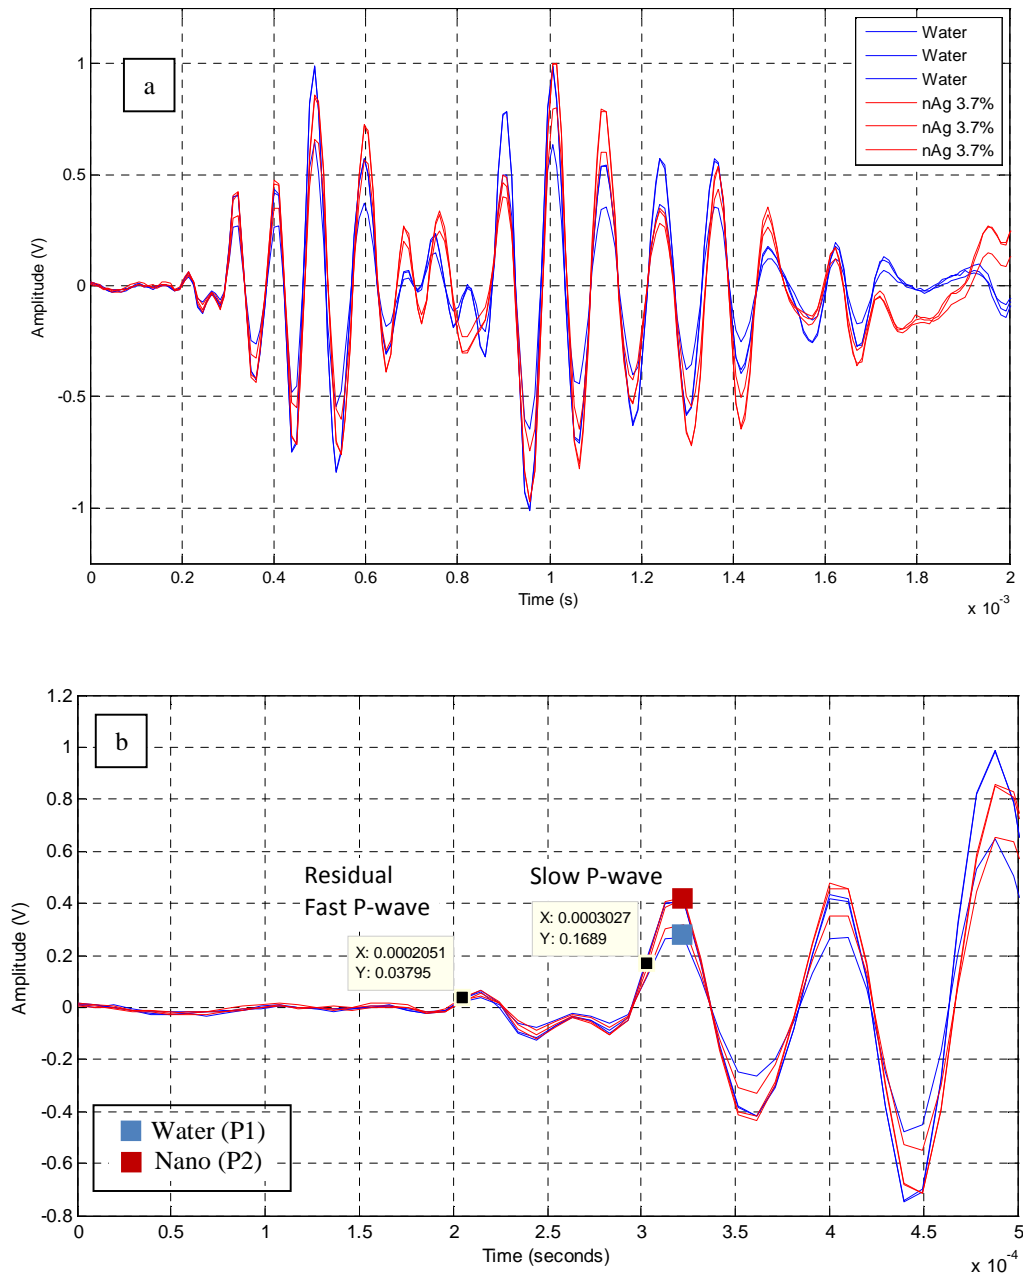 a
Water
Water
Water
nAg 3.7%
nAg 3.7%
nAg 3.7%
1
0.5
0
-0.5
-1
Amplitude (V)
0 0.2 0.4 0.6 0.8 1 1.2 1.4 1.6 1.8 2
Time (s)
x 10^-3
b
1.2
1
0.8
0.6
0.4
0.2
0
-0.2
-0.4
-0.6
-0.8
Amplitude (V)
Residual
Fast P-wave
X: 0.0002051
Y: 0.03795
Slow P-wave
X: 0.0003027
Y: 0.1689
Water (P1)
Nano (P2)
0 0.5 1 1.5 2 2.5 3 3.5 4 4.5 5
Time (seconds)
x 10^-4